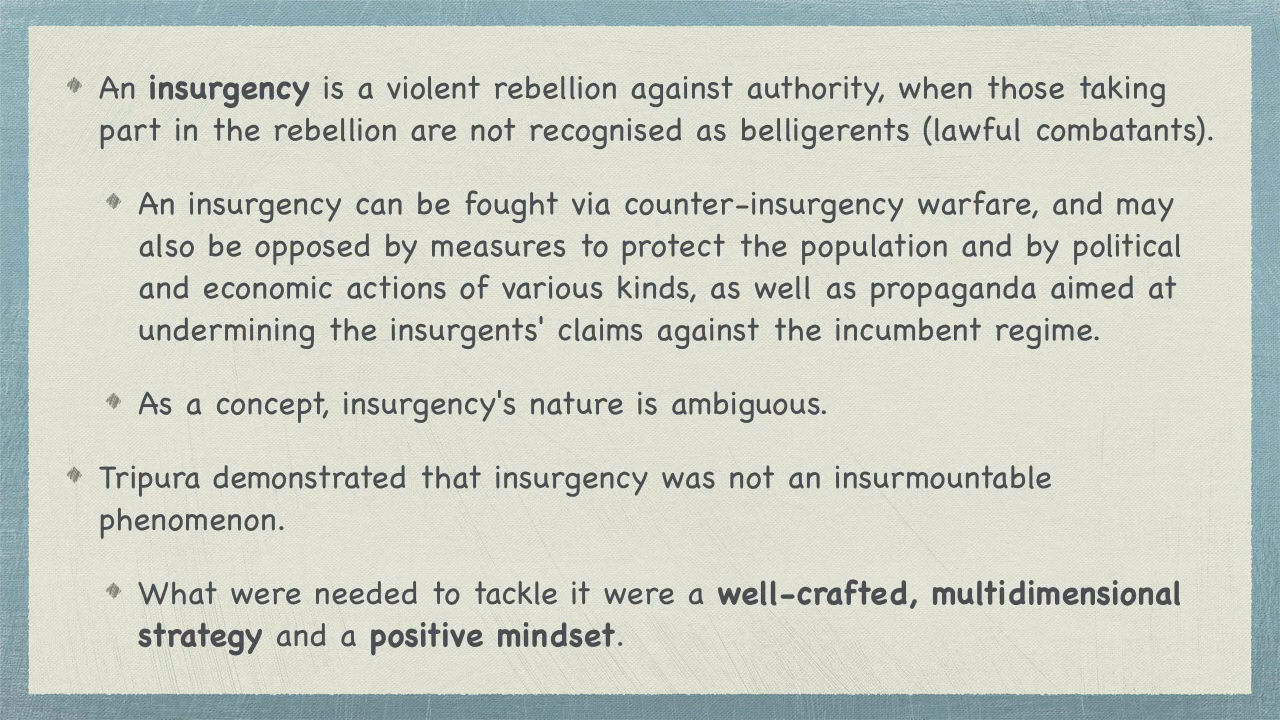 An insurgency is a violent rebellion against authority, when those taking
part in the rebellion are not recognised as belligerents (lawful combatants).
An insurgency can be fought via counter-insurgency warfare, and may
also be opposed by measures to protect the population and by political
and economic actions of various kinds, as well as propaganda aimed at
undermining the insurgents' claims against the incumbent regime.
As a concept, insurgency's nature is ambiguous.
Tripura demonstrated that insurgency was not an insurmountable
phenomenon.
What were needed to tackle it were a well-crafted, multidimensional
strategy and a positive mindset.